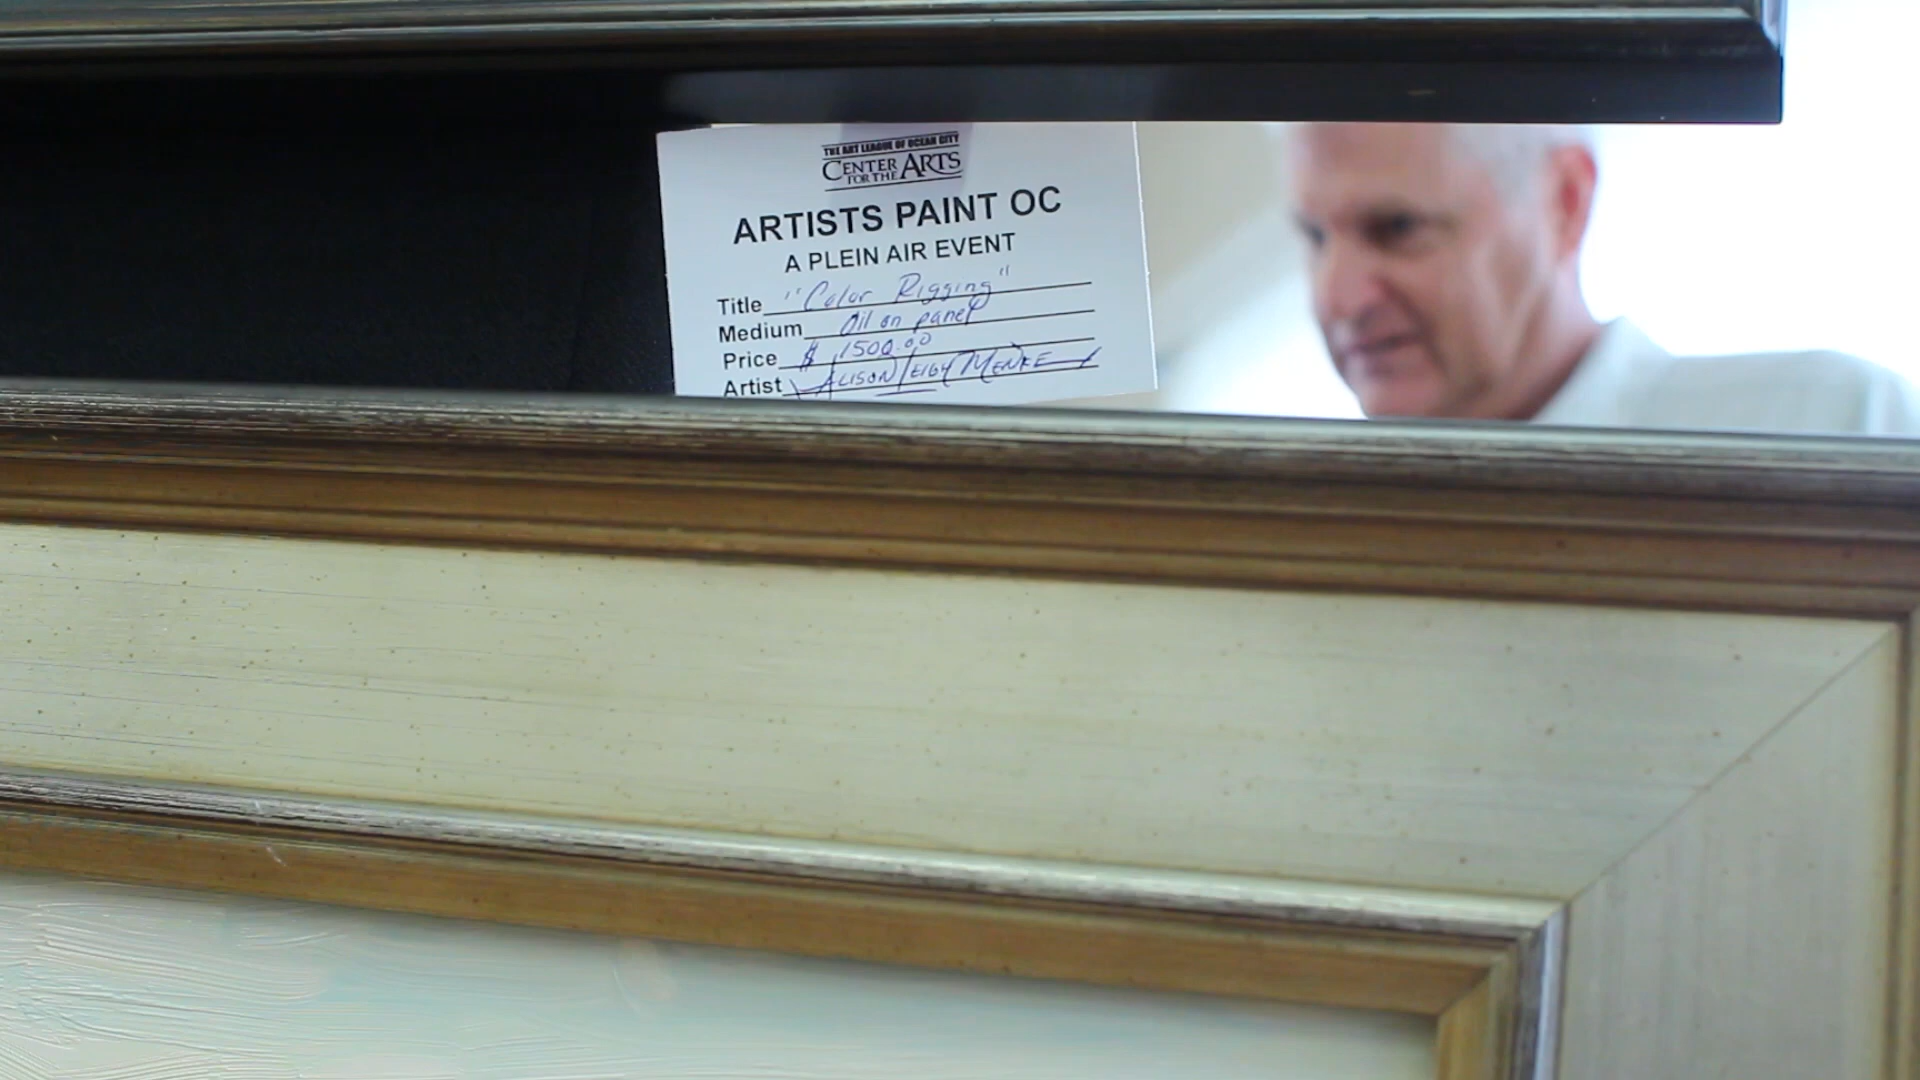 THE ART LEAGUE OF OCEAN CITY
CENTER
FOR THE ARTS
ARTISTS PAINT OC
A PLEIN AIR EVENT
Title "Color Rigging"
Medium Oil on panel
Price $ 1500.00
Artist ALISON LEIGH MENKE